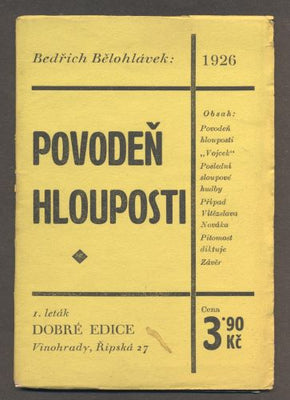 Bedřich Bělohlávek:
1926
POVODEŇ
HLOUPOSTI
Obsah:
Povodeň
hlouposti
„Vojcek"
Poslední
sloupové
hudby
Případ
Vítězslava
Nováka
Pitomost
diktuje
Závěr
1. leták
DOBRÉ EDICE
Vinohrady, Řipská 27
Cena
3·90
Kč